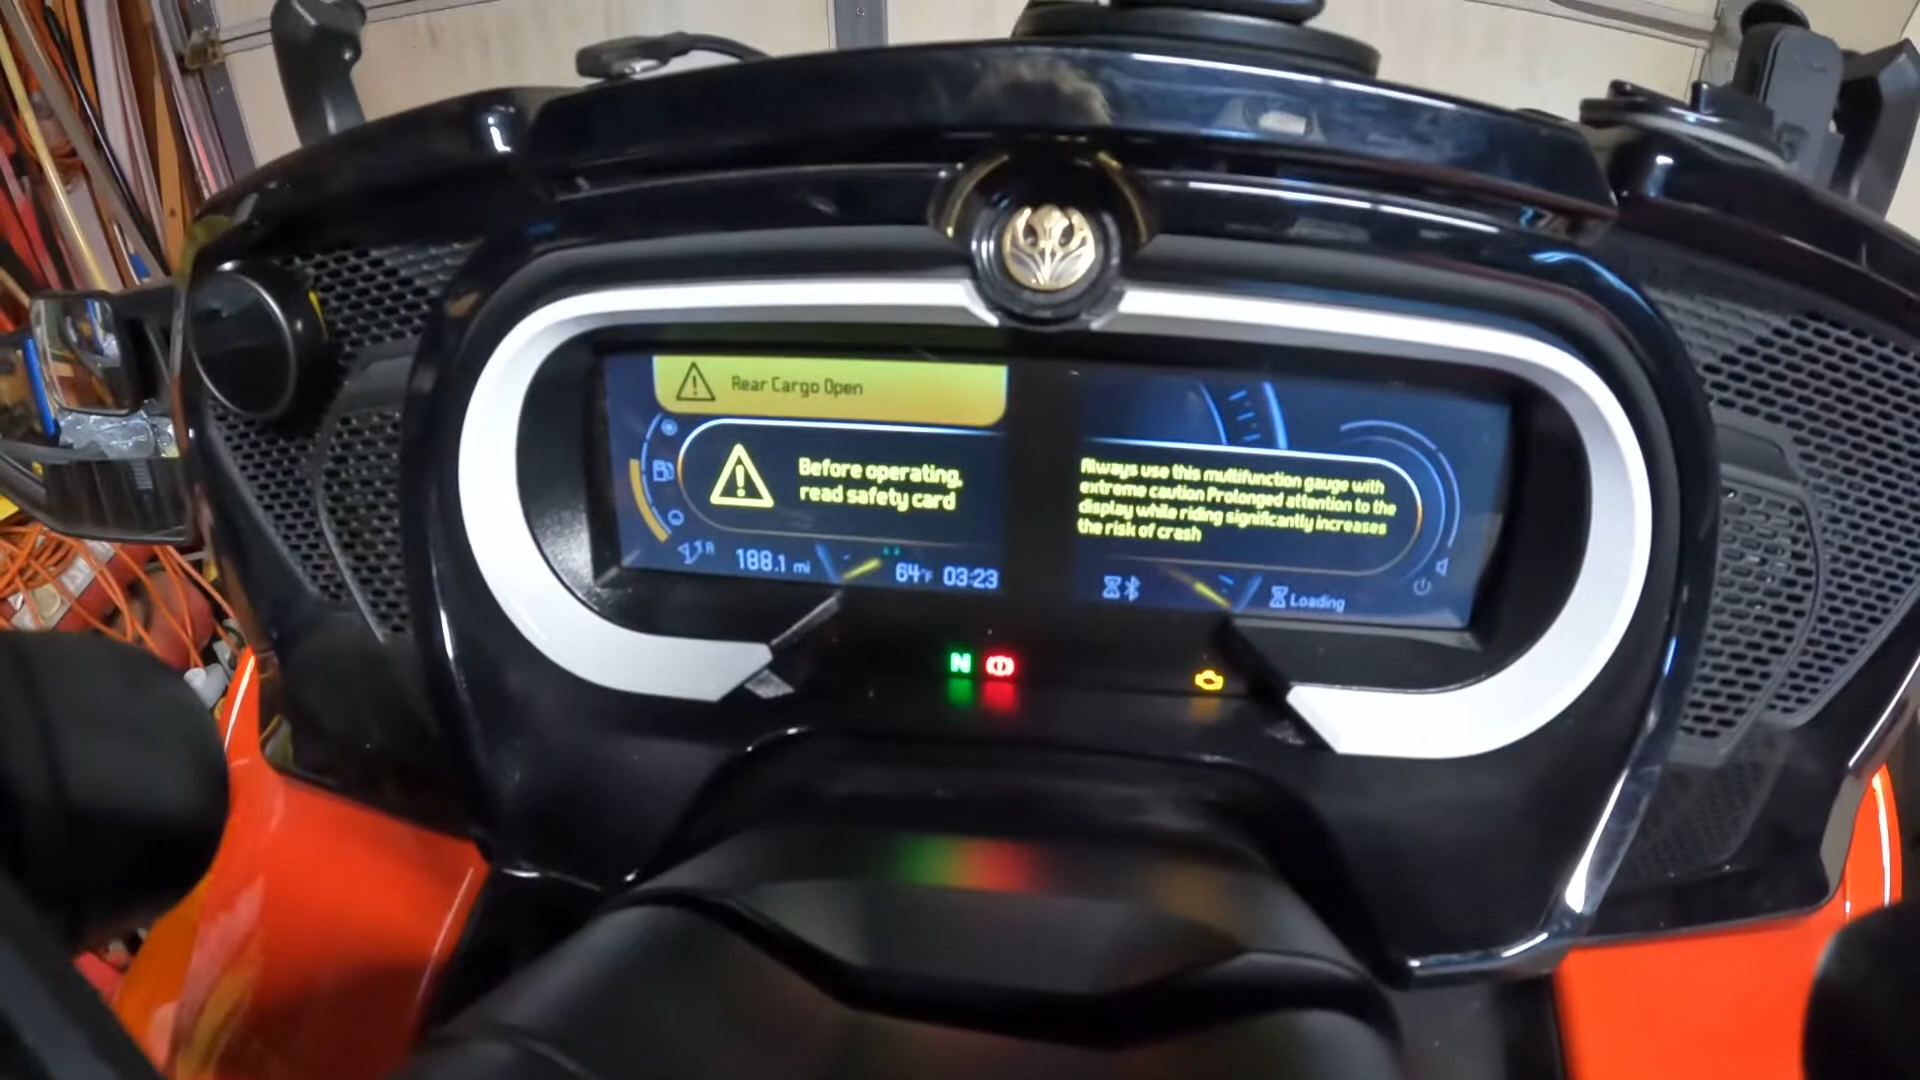 Rear Cargo Open
Before operating,
read safety card
188.1 mi
64°F 03:23
Always use this multifunction gauge with
extreme caution Prolonged attention to the
display while riding significantly increases
the risk of crash
Loading
N